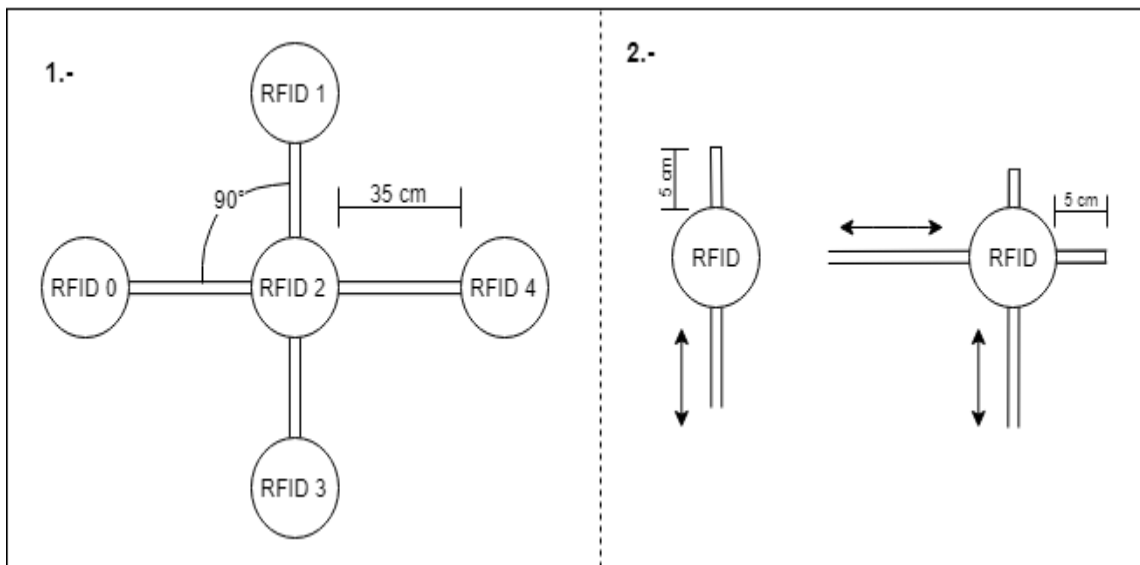 1.-
RFID 1
90°
35 cm
RFID 0
RFID 2
RFID 4
RFID 3
2.-
5 cm
5 cm
RFID
RFID